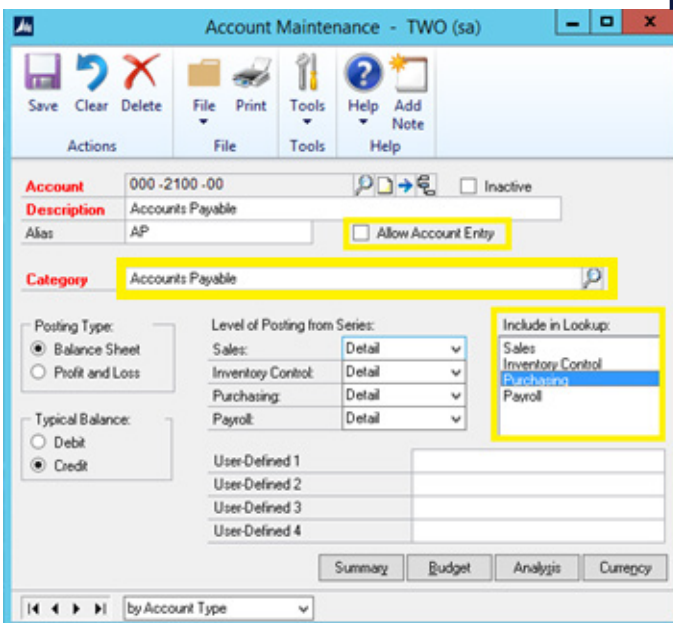 Account Maintenance - TWO (sa)
Save Clear Delete File Print Tools Help Add Note
Actions File Tools Help
Account 000 -2100 -00 Inactive
Description Accounts Payable
Alias AP Allow Account Entry
Category Accounts Payable
Posting Type: Level of Posting from Series: Include in Lookup:
Balance Sheet Sales: Detail Sales
Profit and Loss Inventory Control: Detail Inventory Control
Purchasing: Detail Purchasing
Typical Balance: Payroll: Detail Payroll
Debit
Credit User-Defined 1
User-Defined 2
User-Defined 3
User-Defined 4
Summary Budget Analysis Currency
by Account Type